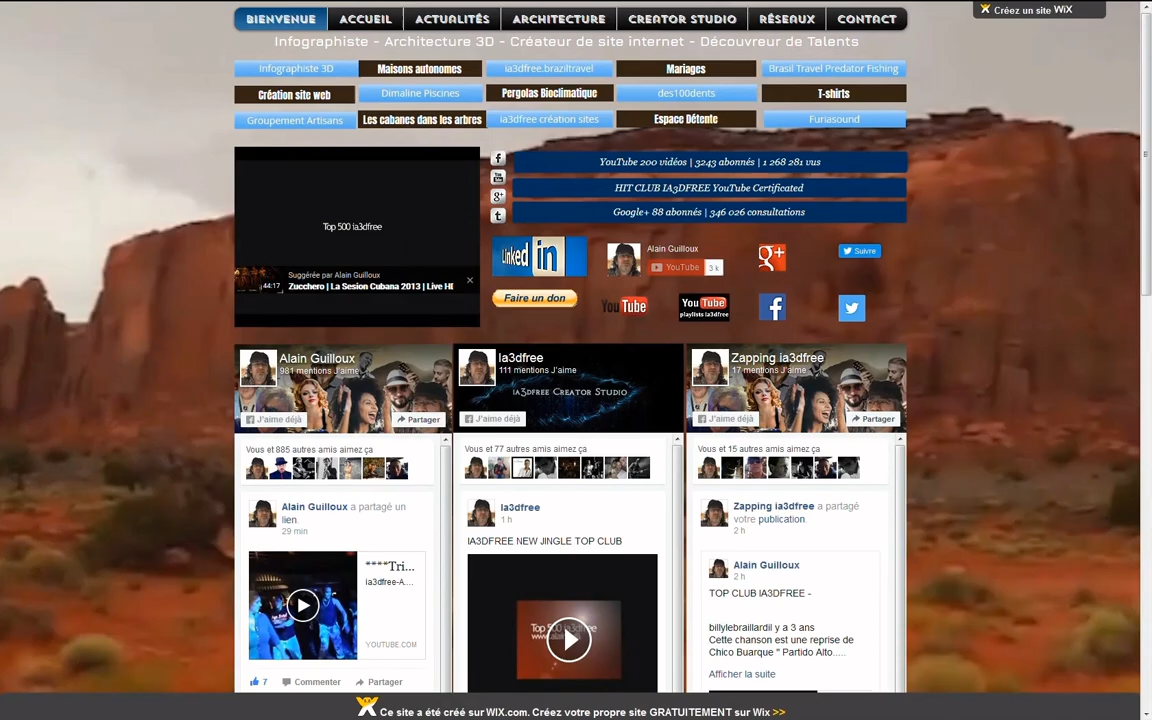 BIENVENUE ACCUEIL ACTUALITÉS ARCHITECTURE CREATOR STUDIO RÉSEAUX CONTACT
Créez un site WiX
Infographiste - Architecture 3D - Créateur de site internet - Découvreur de Talents
Infographiste 3D Maisons autonomes ia3dfree.braziltravel Mariages Brasil Travel Predator Fishing
Création site web Dimaline Piscines Pergolas Bioclimatique des100dents T-shirts
Groupement Artisans Les cabanes dans les arbres ia3dfree création sites Espace Détente Furiasound
Top 500 ia3dfree
Suggérée par Alain Guilloux
44:17 Zucchero | La Sesion Cubana 2013 | Live
YouTube 200 vidéos | 3243 abonnés | 1 268 281 vus
HIT CLUB IA3DFREE YouTube Certificated
Google+ 88 abonnés | 346 026 consultations
Linked in
Alain Guilloux
YouTube 3 k
g+
Suivre
Faire un don
YouTube
YouTube
playlists ia3dfree
Alain Guilloux
981 mentions J'aime
J'aime déjà Partager
Vous et 885 autres amis aimez ça
Alain Guilloux a partagé un
lien.
29 min
****Tri...
ia3dfree-A....
YOUTUBE.COM
7 Commenter Partager
Ia3dfree
111 mentions J'aime
IA3DFREE CREATOR STUDIO
J'aime déjà
Vous et 77 autres amis aimez ça
Ia3dfree
1 h
IA3DFREE NEW JINGLE TOP CLUB
Top 500 ia3dfree
Zapping ia3dfree
17 mentions J'aime
J'aime déjà Partager
Vous et 15 autres amis aimez ça
Zapping ia3dfree a partagé
votre publication.
2 h
Alain Guilloux
2 h
TOP CLUB IA3DFREE -
billylebraillardil y a 3 ans
Cette chanson est une reprise de
Chico Buarque " Partido Alto.....
Afficher la suite
Ce site a été créé sur WIX.com. Créez votre propre site GRATUITEMENT sur Wix >>